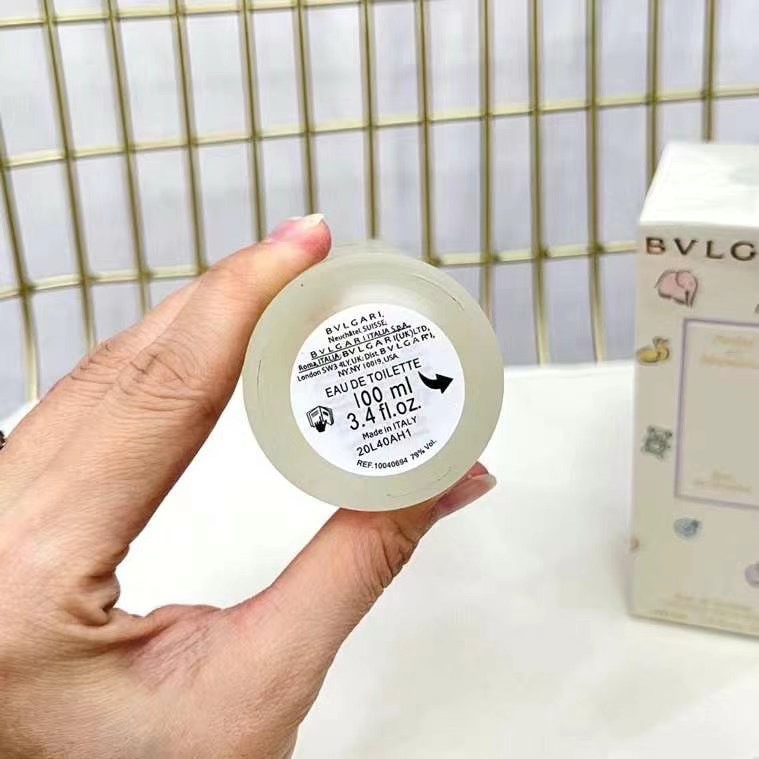 BVLGARI,
Neuchâtel SUISSE,
BVLGARI ITALIA S.p.A.
Roma, ITALIA, BVLGARI(UK)LTD,
London SW3 4LY.UK; Dist. BVLGARI,
NY.NY 10019, USA
EAU DE TOILETTE
100 ml
3.4 fl.oz.
Made in ITALY
20L40AH1
REF.10040694 79% Vol.
BVLG